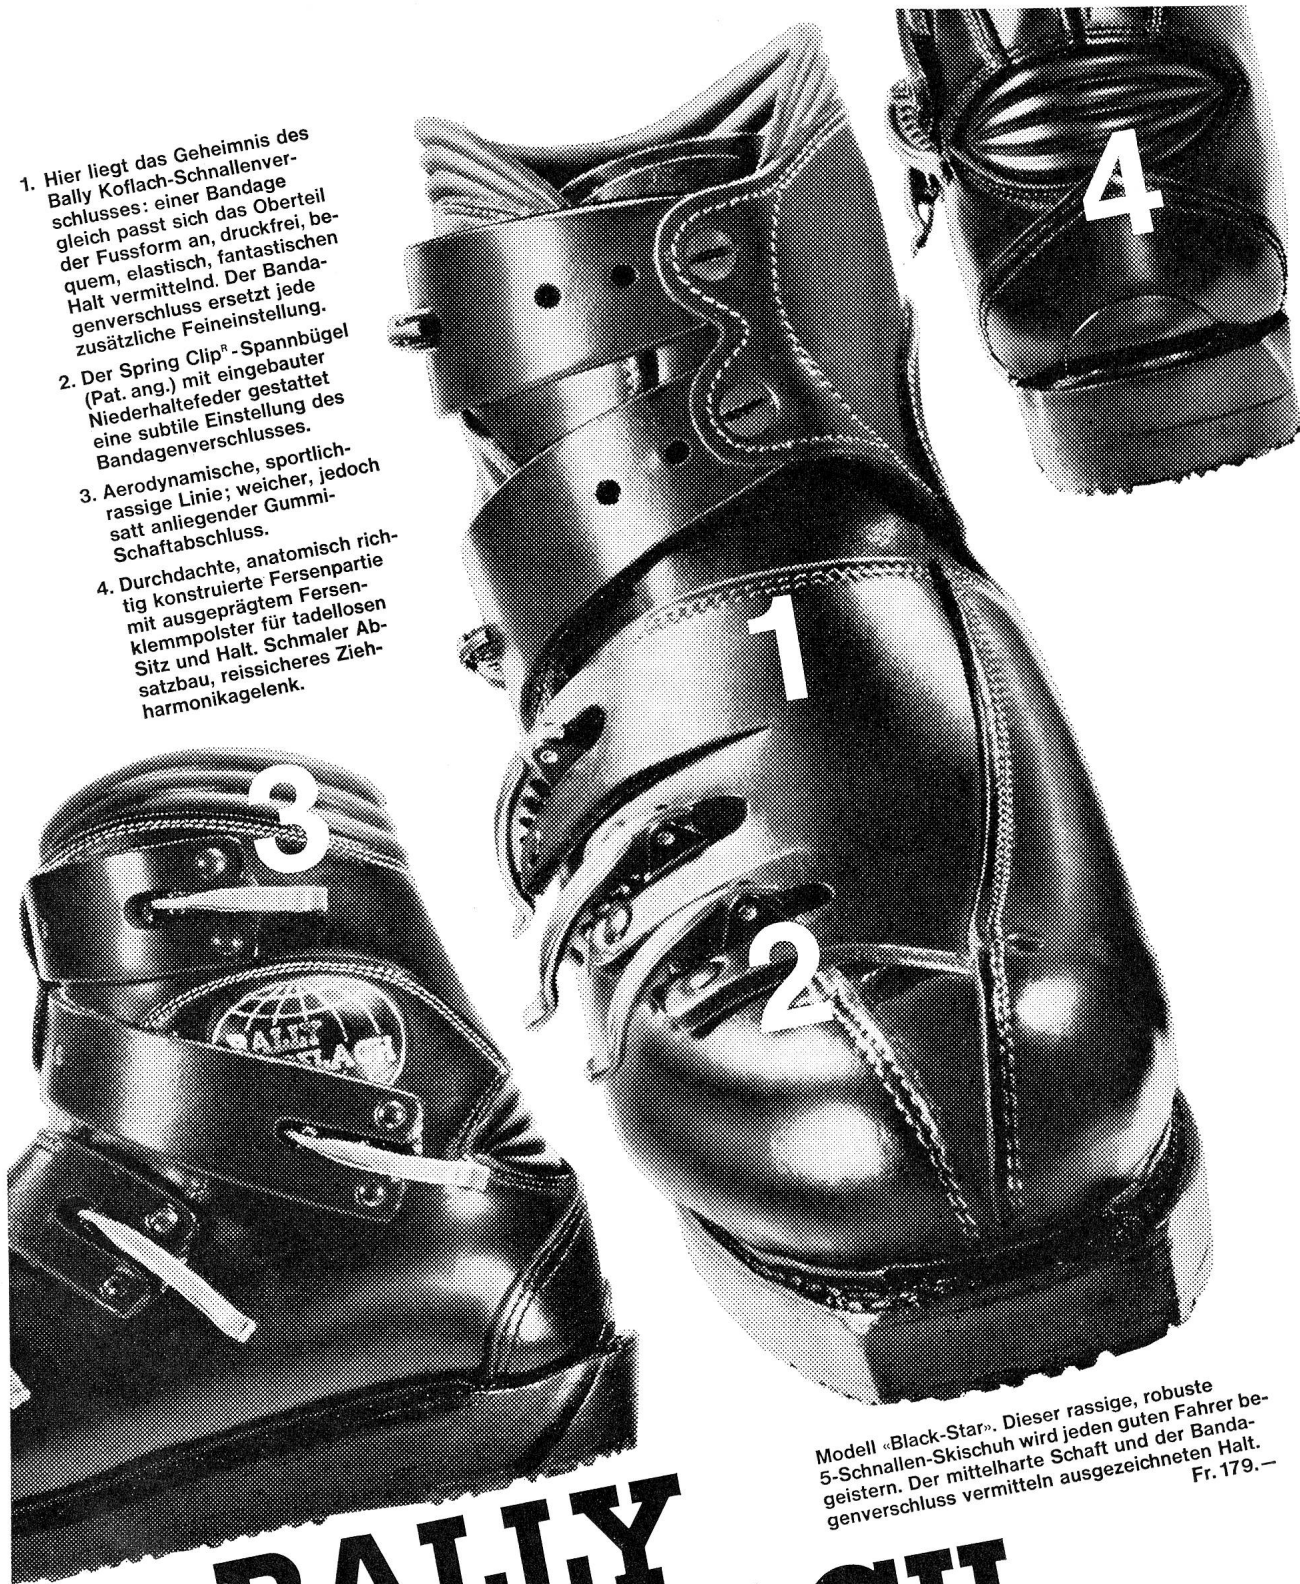 1. Hier liegt das Geheimnis des
Bally Koflach-Schnallenver-
schlusses: einer Bandage
gleich passt sich das Oberteil
der Fussform an, druckfrei, be-
quem, elastisch, fantastischen
Halt vermittelnd. Der Banda-
genverschluss ersetzt jede
zusätzliche Feineinstellung.
2. Der Spring Clipᴿ-Spannbügel
(Pat. ang.) mit eingebauter
Niederhaltefeder gestattet
eine subtile Einstellung des
Bandagenverschlusses.
3. Aerodynamische, sportlich-
rassige Linie; weicher, jedoch
satt anliegender Gummi-
Schaftabschluss.
4. Durchdachte, anatomisch rich-
tig konstruierte Fersenpartie
mit ausgeprägtem Fersen-
klemmpolster für tadellosen
Sitz und Halt. Schmaler Ab-
satzbau, reissicheres Zieh-
harmonikagelenk.
4
1
3
2
BALLY
Modell «Black-Star». Dieser rassige, robuste
5-Schnallen-Skischuh wird jeden guten Fahrer be-
geistern. Der mittelharte Schaft und der Banda-
genverschluss vermitteln ausgezeichneten Halt.
Fr. 179.—
BALLY